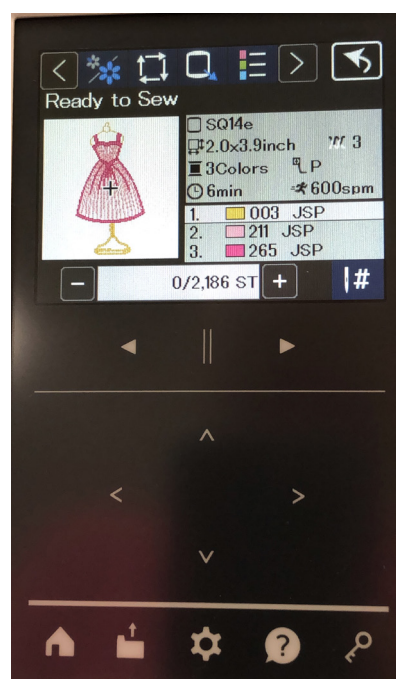 Ready to Sew
SQ14e
2.0x3.9inch 3
3Colors P
6min 600spm
1. 003 JSP
2. 211 JSP
3. 265 JSP
- 0/2,186 ST + #
?